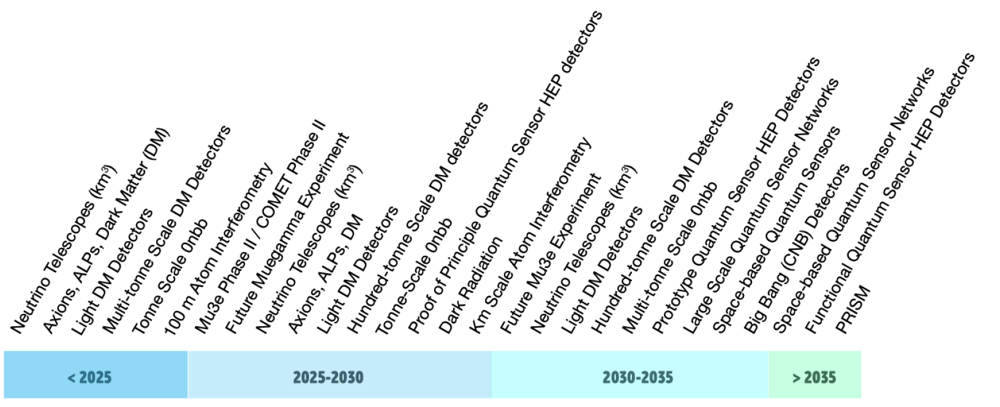 Neutrino Telescopes (km³)
Axions, ALPs, Dark Matter (DM)
Light DM Detectors
Multi-tonne Scale DM Detectors
Tonne Scale 0nbb
100 m Atom Interferometry
Mu3e Phase II / COMET Phase II
Future Muegamma Experiment
Neutrino Telescopes (km³)
Axions, ALPs, DM
Light DM Detectors
Hundred-tonne Scale DM detectors
Tonne-Scale 0nbb
Proof of Principle Quantum Sensor HEP detectors
Dark Radiation
Km Scale Atom Interferometry
Future Mu3e Experiment
Neutrino Telescopes (km³)
Light DM Detectors
Hundred-tonne Scale DM Detectors
Multi-tonne Scale 0nbb
Prototype Quantum Sensor HEP Detectors
Large Scale Quantum Sensor Networks
Space-based Quantum Sensors
Big Bang (CNB) Detectors
Space-based Quantum Sensor Networks
Functional Quantum Sensor HEP Detectors
PRISM
< 2025
2025-2030
2030-2035
> 2035